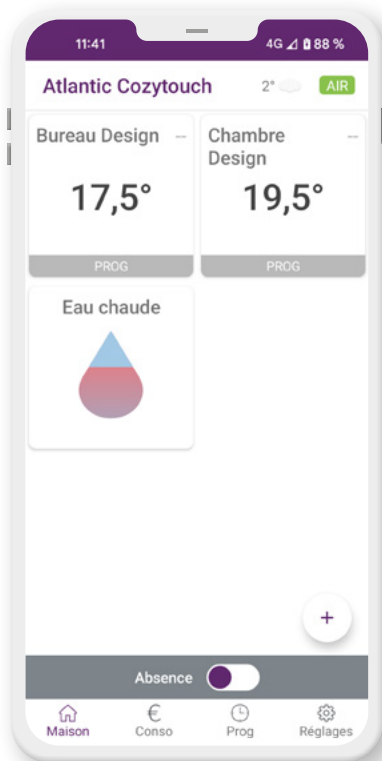 11:41
4G 88 %
Atlantic Cozytouch
2°
AIR
Bureau Design --
17,5°
PROG
Chambre --
Design
19,5°
PROG
Eau chaude
+
Absence
€
Maison
Conso
Prog
Réglages